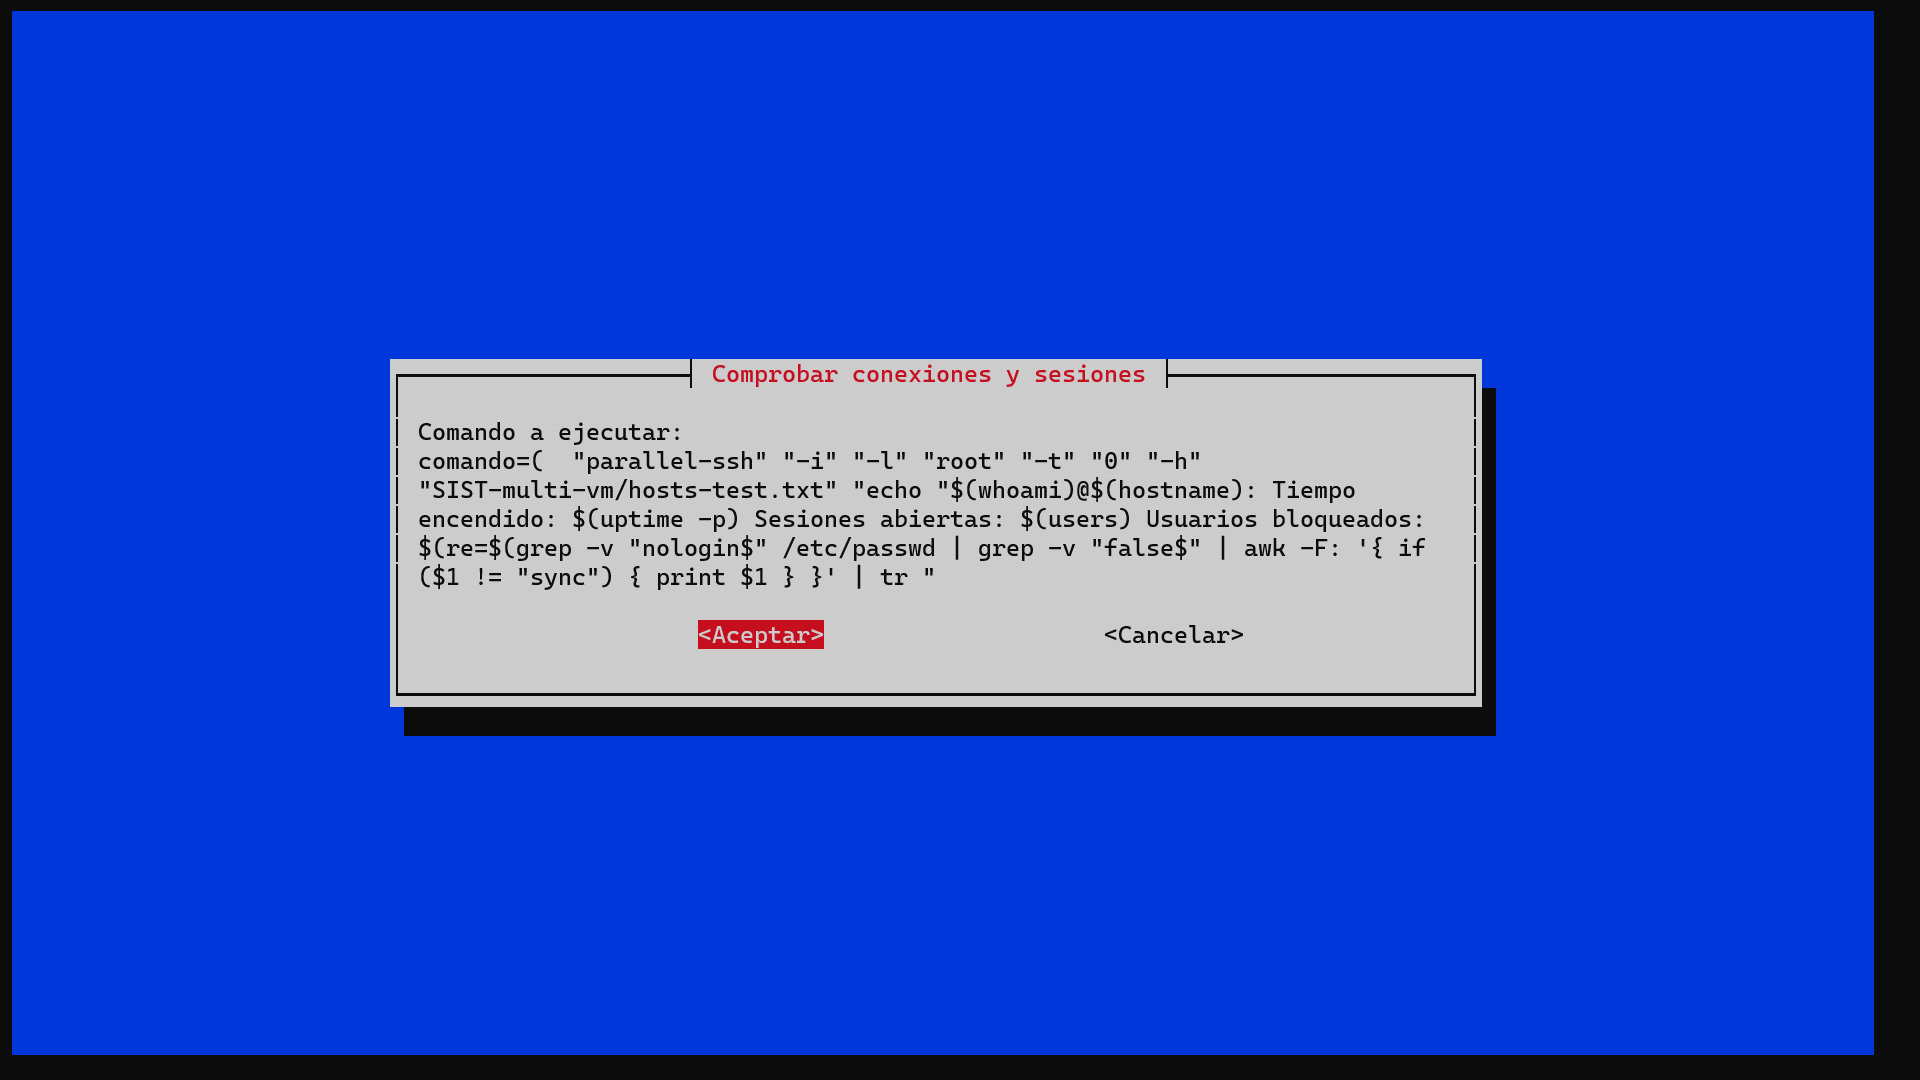 Comprobar conexiones y sesiones
Comando a ejecutar:
comando=(  "parallel-ssh" "-i" "-l" "root" "-t" "0" "-h"
"SIST-multi-vm/hosts-test.txt" "echo "$(whoami)@$(hostname): Tiempo
encendido: $(uptime -p) Sesiones abiertas: $(users) Usuarios bloqueados:
$(re=$(grep -v "nologin$" /etc/passwd | grep -v "false$" | awk -F: '{ if
($1 != "sync") { print $1 } }' | tr "
<Aceptar> <Cancelar>